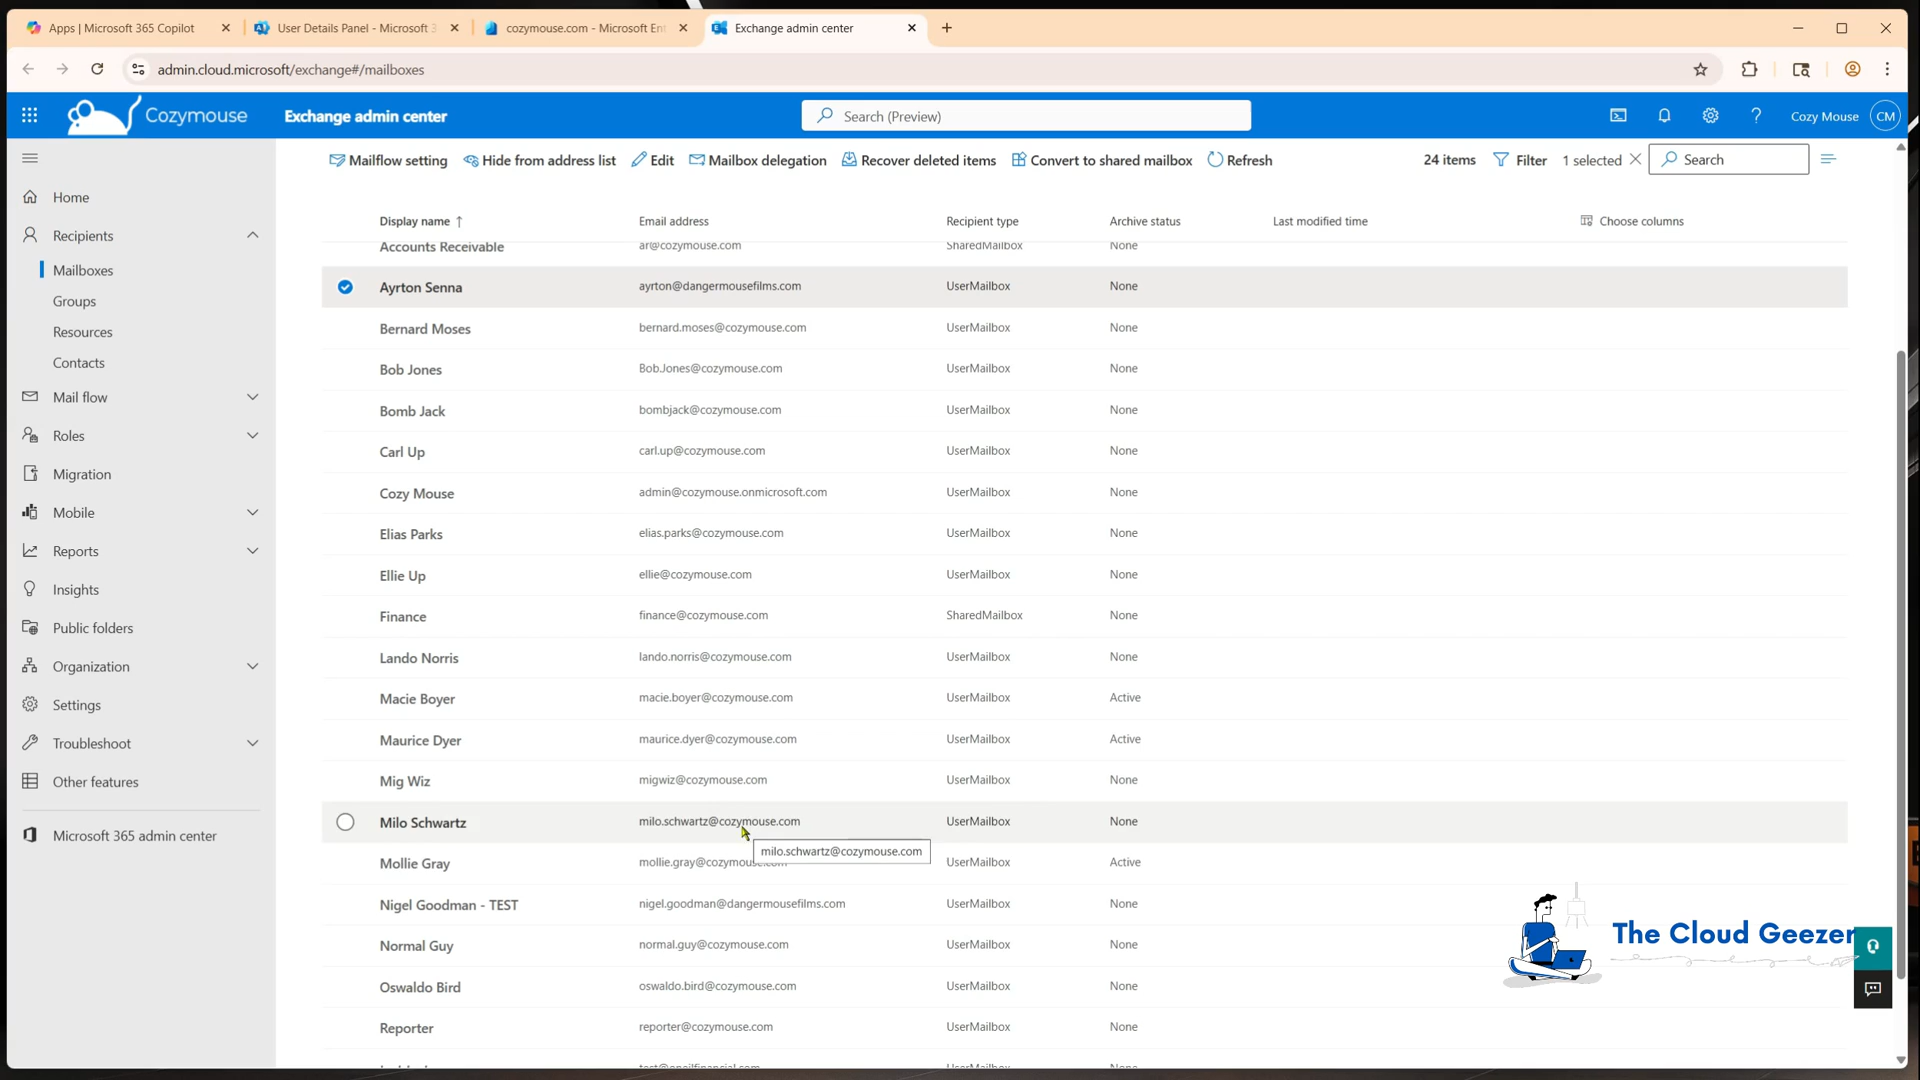 Apps | Microsoft 365 Copilot
User Details Panel - Microsoft 3
cozymouse.com - Microsoft Ent
Exchange admin center
admin.cloud.microsoft/exchange#/mailboxes
Cozymouse
Exchange admin center
Search (Preview)
Cozy Mouse
CM
Mailflow setting
Hide from address list
Edit
Mailbox delegation
Recover deleted items
Convert to shared mailbox
Refresh
24 items
Filter
1 selected
Search
Home
Recipients
Mailboxes
Groups
Resources
Contacts
Mail flow
Roles
Migration
Mobile
Reports
Insights
Public folders
Organization
Settings
Troubleshoot
Other features
Microsoft 365 admin center
Display name ↑ Email address Recipient type Archive status Last modified time Choose columns
Accounts Receivable ar@cozymouse.com SharedMailbox None
Ayrton Senna ayrton@dangermousefilms.com UserMailbox None
Bernard Moses bernard.moses@cozymouse.com UserMailbox None
Bob Jones Bob.Jones@cozymouse.com UserMailbox None
Bomb Jack bombjack@cozymouse.com UserMailbox None
Carl Up carl.up@cozymouse.com UserMailbox None
Cozy Mouse admin@cozymouse.onmicrosoft.com UserMailbox None
Elias Parks elias.parks@cozymouse.com UserMailbox None
Ellie Up ellie@cozymouse.com UserMailbox None
Finance finance@cozymouse.com SharedMailbox None
Lando Norris lando.norris@cozymouse.com UserMailbox None
Macie Boyer macie.boyer@cozymouse.com UserMailbox Active
Maurice Dyer maurice.dyer@cozymouse.com UserMailbox Active
Mig Wiz migwiz@cozymouse.com UserMailbox None
Milo Schwartz milo.schwartz@cozymouse.com UserMailbox None
milo.schwartz@cozymouse.com
Mollie Gray mollie.gray@cozymouse.com UserMailbox Active
Nigel Goodman - TEST nigel.goodman@dangermousefilms.com UserMailbox None
Normal Guy normal.guy@cozymouse.com UserMailbox None
Oswaldo Bird oswaldo.bird@cozymouse.com UserMailbox None
Reporter reporter@cozymouse.com UserMailbox None
The Cloud Geezer